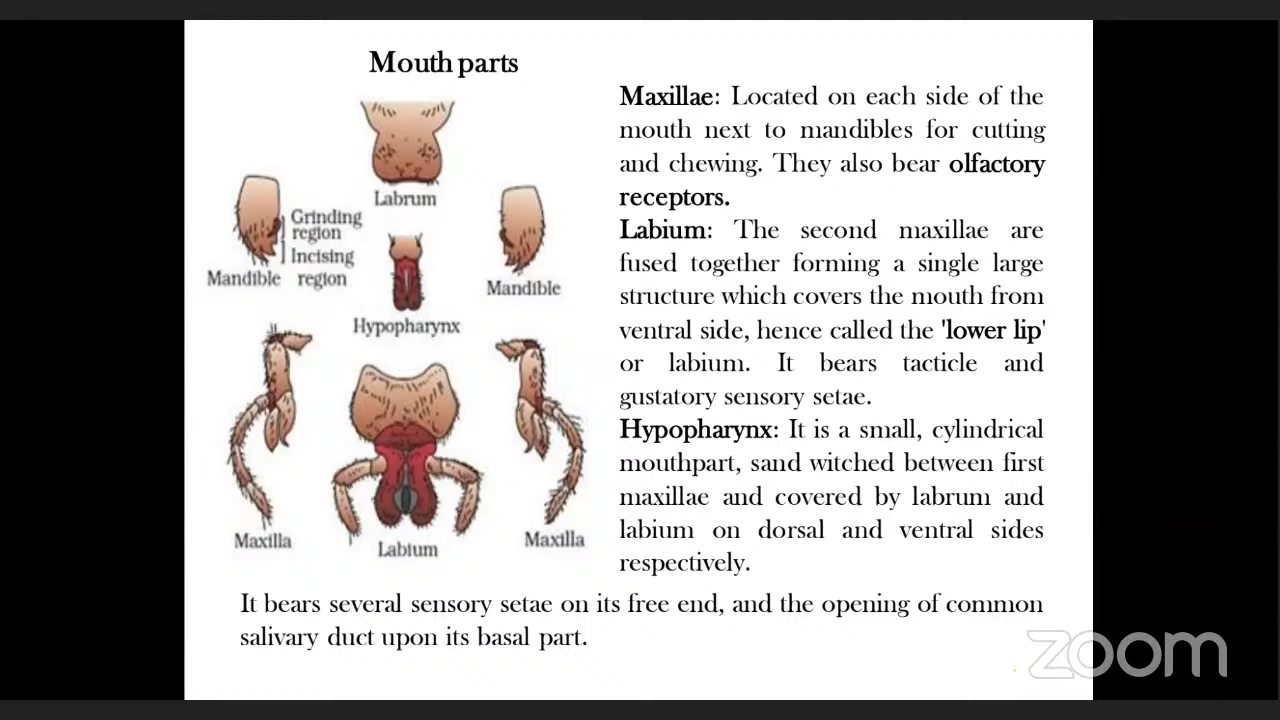 Mouth parts
Labrum
Grinding
region
Incising
region
Mandible
Mandible
Hypopharynx
Maxilla
Labium
Maxilla
Maxillae: Located on each side of the
mouth next to mandibles for cutting
and chewing. They also bear olfactory
receptors.
Labium: The second maxillae are
fused together forming a single large
structure which covers the mouth from
ventral side, hence called the 'lower lip'
or labium. It bears tacticle and
gustatory sensory setae.
Hypopharynx: It is a small, cylindrical
mouthpart, sand witched between first
maxillae and covered by labrum and
labium on dorsal and ventral sides
respectively.
It bears several sensory setae on its free end, and the opening of common
salivary duct upon its basal part.
zoom